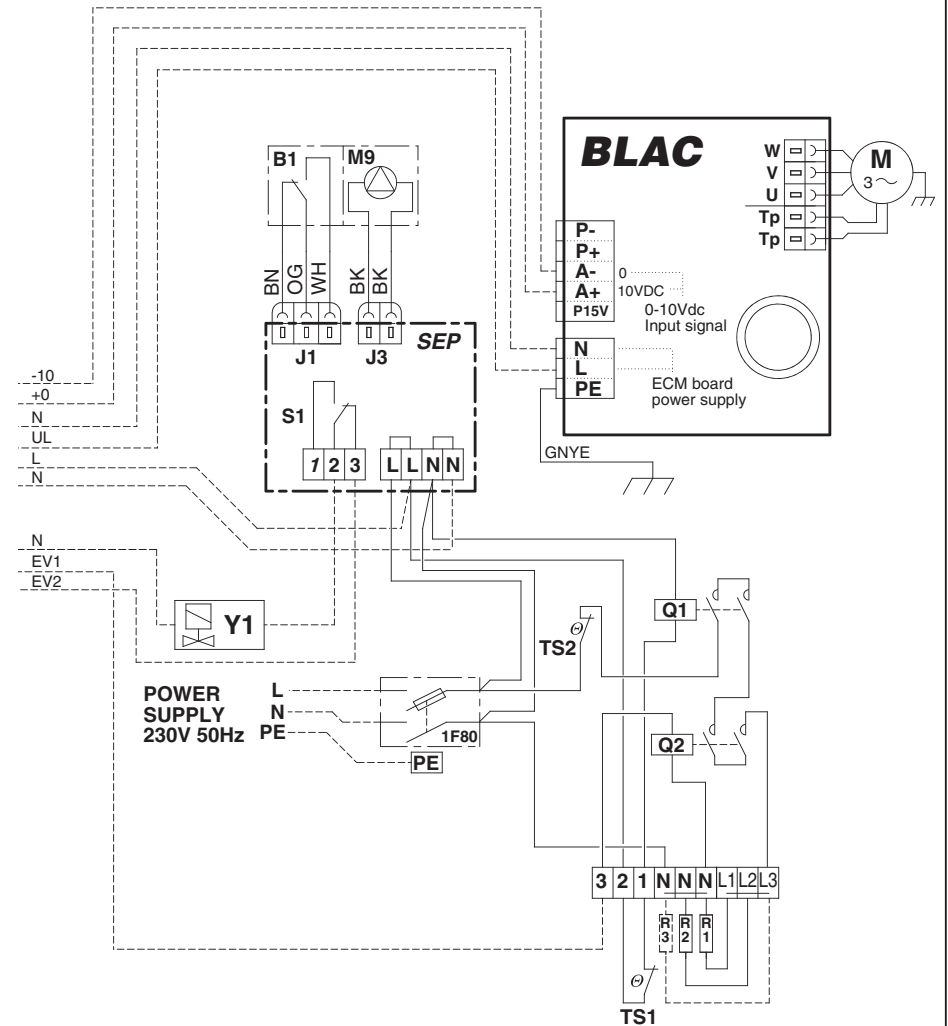 B1 M9
BN OG WH BK BK
J1 J3 SEP
S1
1 2 3 L L N N
BLAC
W
V
U
Tp
Tp
M
3~
P-
P+
A-
A+
P15V
0
10VDC
0-10Vdc
Input signal
N
L
PE
ECM board
power supply
GNYE
-10
+0
N
UL
L
N
N
EV1
EV2
Y1
Q1
TS2
Θ
POWER
SUPPLY
230V 50Hz
L
N
PE
1F80
PE
Q2
3 2 1 N N N L1 L2 L3
R3 R2 R1
Θ
TS1